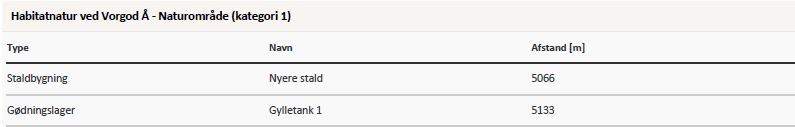 Habitatnatur ved Vorgod Å - Naturområde (kategori 1)
Type Navn Afstand [m]
Staldbygning Nyere stald 5066
Gødningslager Gylletank 1 5133